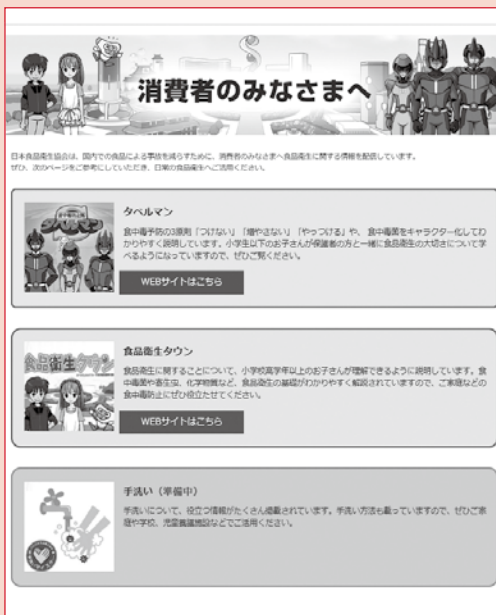 消費者のみなさまへ
日本食品衛生協会は、国内での食品による事故を減らすために、消費者のみなさまへ食品衛生に関する情報を配信しています。
ぜひ、次のページをご参考にしていただき、日常の食品衛生へご活用ください。
タベルマン
タベルマン
食中毒予防の3原則「つけない」「増やさない」「やっつける」や、食中毒菌をキャラクター化してわ
かりやすく説明しています。小学生以下のお子さんが保護者の方と一緒に食品衛生の大切さについて学
べるようになっていますので、ぜひご覧ください。
WEBサイトはこちら
食品衛生タウン
食品衛生タウン
食品衛生に関することについて、小学校高学年以上のお子さんが理解できるように説明しています。食
中毒菌や寄生虫、化学物質など、食品衛生の基礎がわかりやすく解説されていますので、ご家庭などの
食中毒防止にぜひ役立たせてください。
WEBサイトはこちら
手洗い（準備中）
手洗いについて、役立つ情報がたくさん掲載されています。手洗い方法も載っていますので、ぜひご家
庭や学校、児童養護施設などでご活用ください。